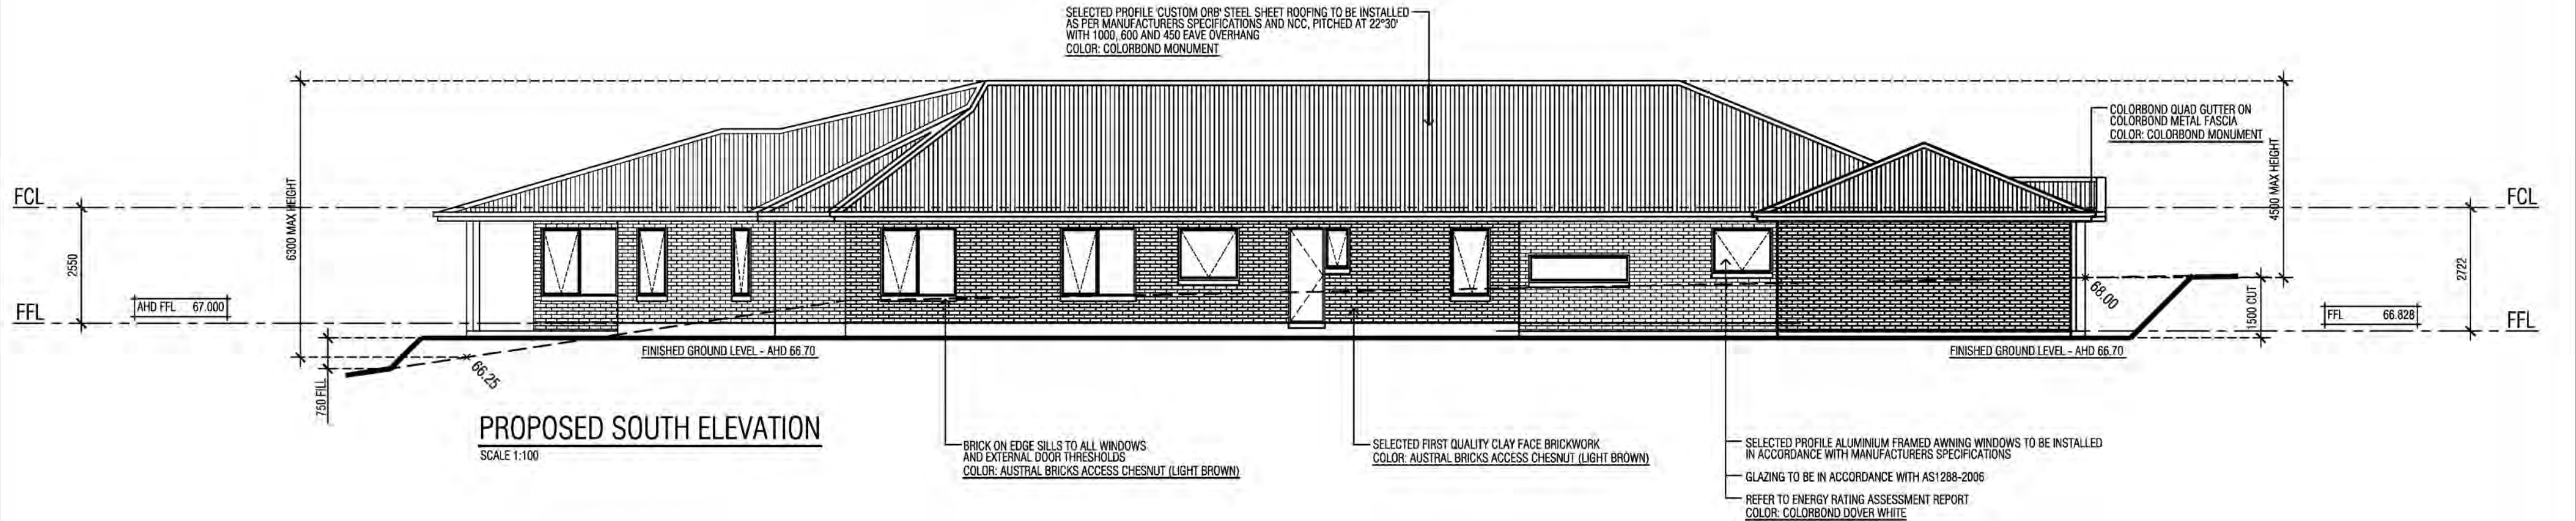 SELECTED PROFILE 'CUSTOM ORB' STEEL SHEET ROOFING TO BE INSTALLED
AS PER MANUFACTURERS SPECIFICATIONS AND NCC, PITCHED AT 22°30'
WITH 1000, 600 AND 450 EAVE OVERHANG
COLOR: COLORBOND MONUMENT
COLORBOND QUAD GUTTER ON
COLORBOND METAL FASCIA
COLOR: COLORBOND MONUMENT
6300 MAX HEIGHT
4500 MAX HEIGHT
FCL
FCL
2550
2722
AHD FFL 67.000
FFL
68.00
1500 CUT
FFL 66.828
FFL
FINISHED GROUND LEVEL - AHD 66.70
FINISHED GROUND LEVEL - AHD 66.70
66.25
750 FILL
PROPOSED SOUTH ELEVATION
SCALE 1:100
BRICK ON EDGE SILLS TO ALL WINDOWS
AND EXTERNAL DOOR THRESHOLDS
COLOR: AUSTRAL BRICKS ACCESS CHESNUT (LIGHT BROWN)
SELECTED FIRST QUALITY CLAY FACE BRICKWORK
COLOR: AUSTRAL BRICKS ACCESS CHESNUT (LIGHT BROWN)
SELECTED PROFILE ALUMINIUM FRAMED AWNING WINDOWS TO BE INSTALLED
IN ACCORDANCE WITH MANUFACTURERS SPECIFICATIONS
GLAZING TO BE IN ACCORDANCE WITH AS1288-2006
REFER TO ENERGY RATING ASSESSMENT REPORT
COLOR: COLORBOND DOVER WHITE